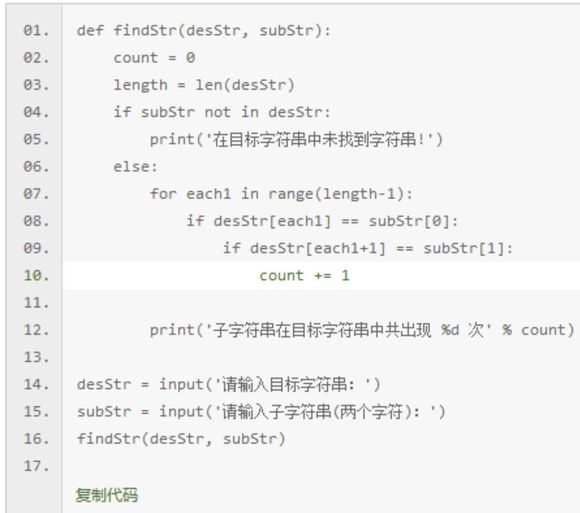 01. def findStr(desStr, subStr):
02.     count = 0
03.     length = len(desStr)
04.     if subStr not in desStr:
05.         print('在目标字符串中未找到字符串!')
06.     else:
07.         for each1 in range(length-1):
08.             if desStr[each1] == subStr[0]:
09.                 if desStr[each1+1] == subStr[1]:
10.                     count += 1
11.
12.         print('子字符串在目标字符串中共出现 %d 次' % count)
13.
14. desStr = input('请输入目标字符串：')
15. subStr = input('请输入子字符串(两个字符)：')
16. findStr(desStr, subStr)
17.
复制代码